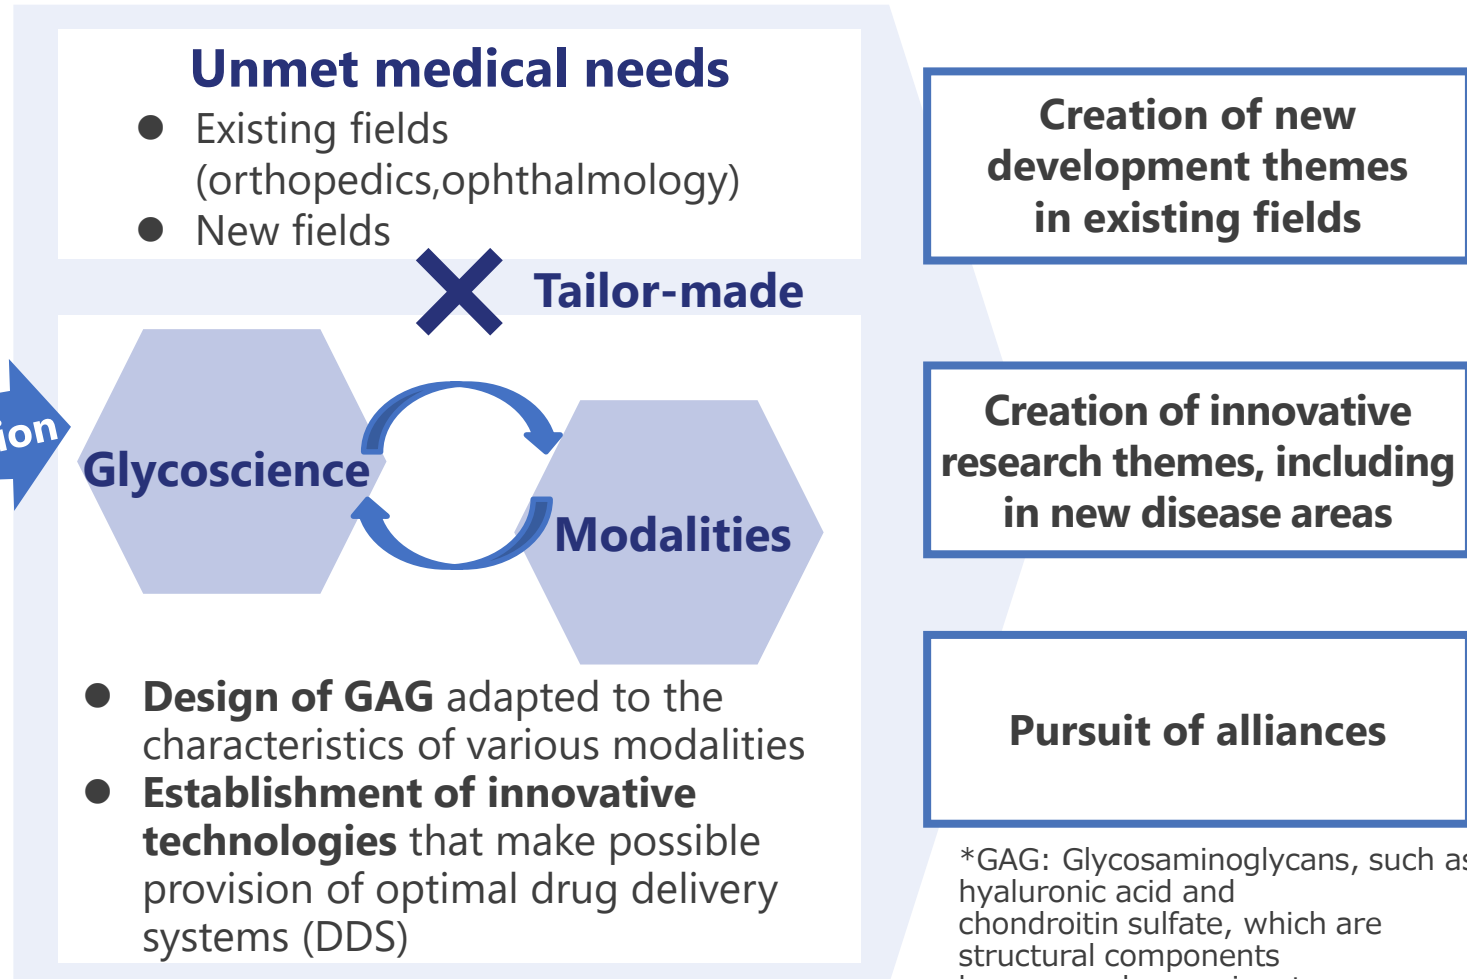 Unmet medical needs
● Existing fields
(orthopedics,ophthalmology)
● New fields
Tailor-made
Glycoscience
Modalities
● Design of GAG adapted to the
characteristics of various modalities
● Establishment of innovative
technologies that make possible
provision of optimal drug delivery
systems (DDS)
Creation of new
development themes
in existing fields
Creation of innovative
research themes, including
in new disease areas
Pursuit of alliances
*GAG: Glycosaminoglycans, such as
hyaluronic acid and
chondroitin sulfate, which are
structural components